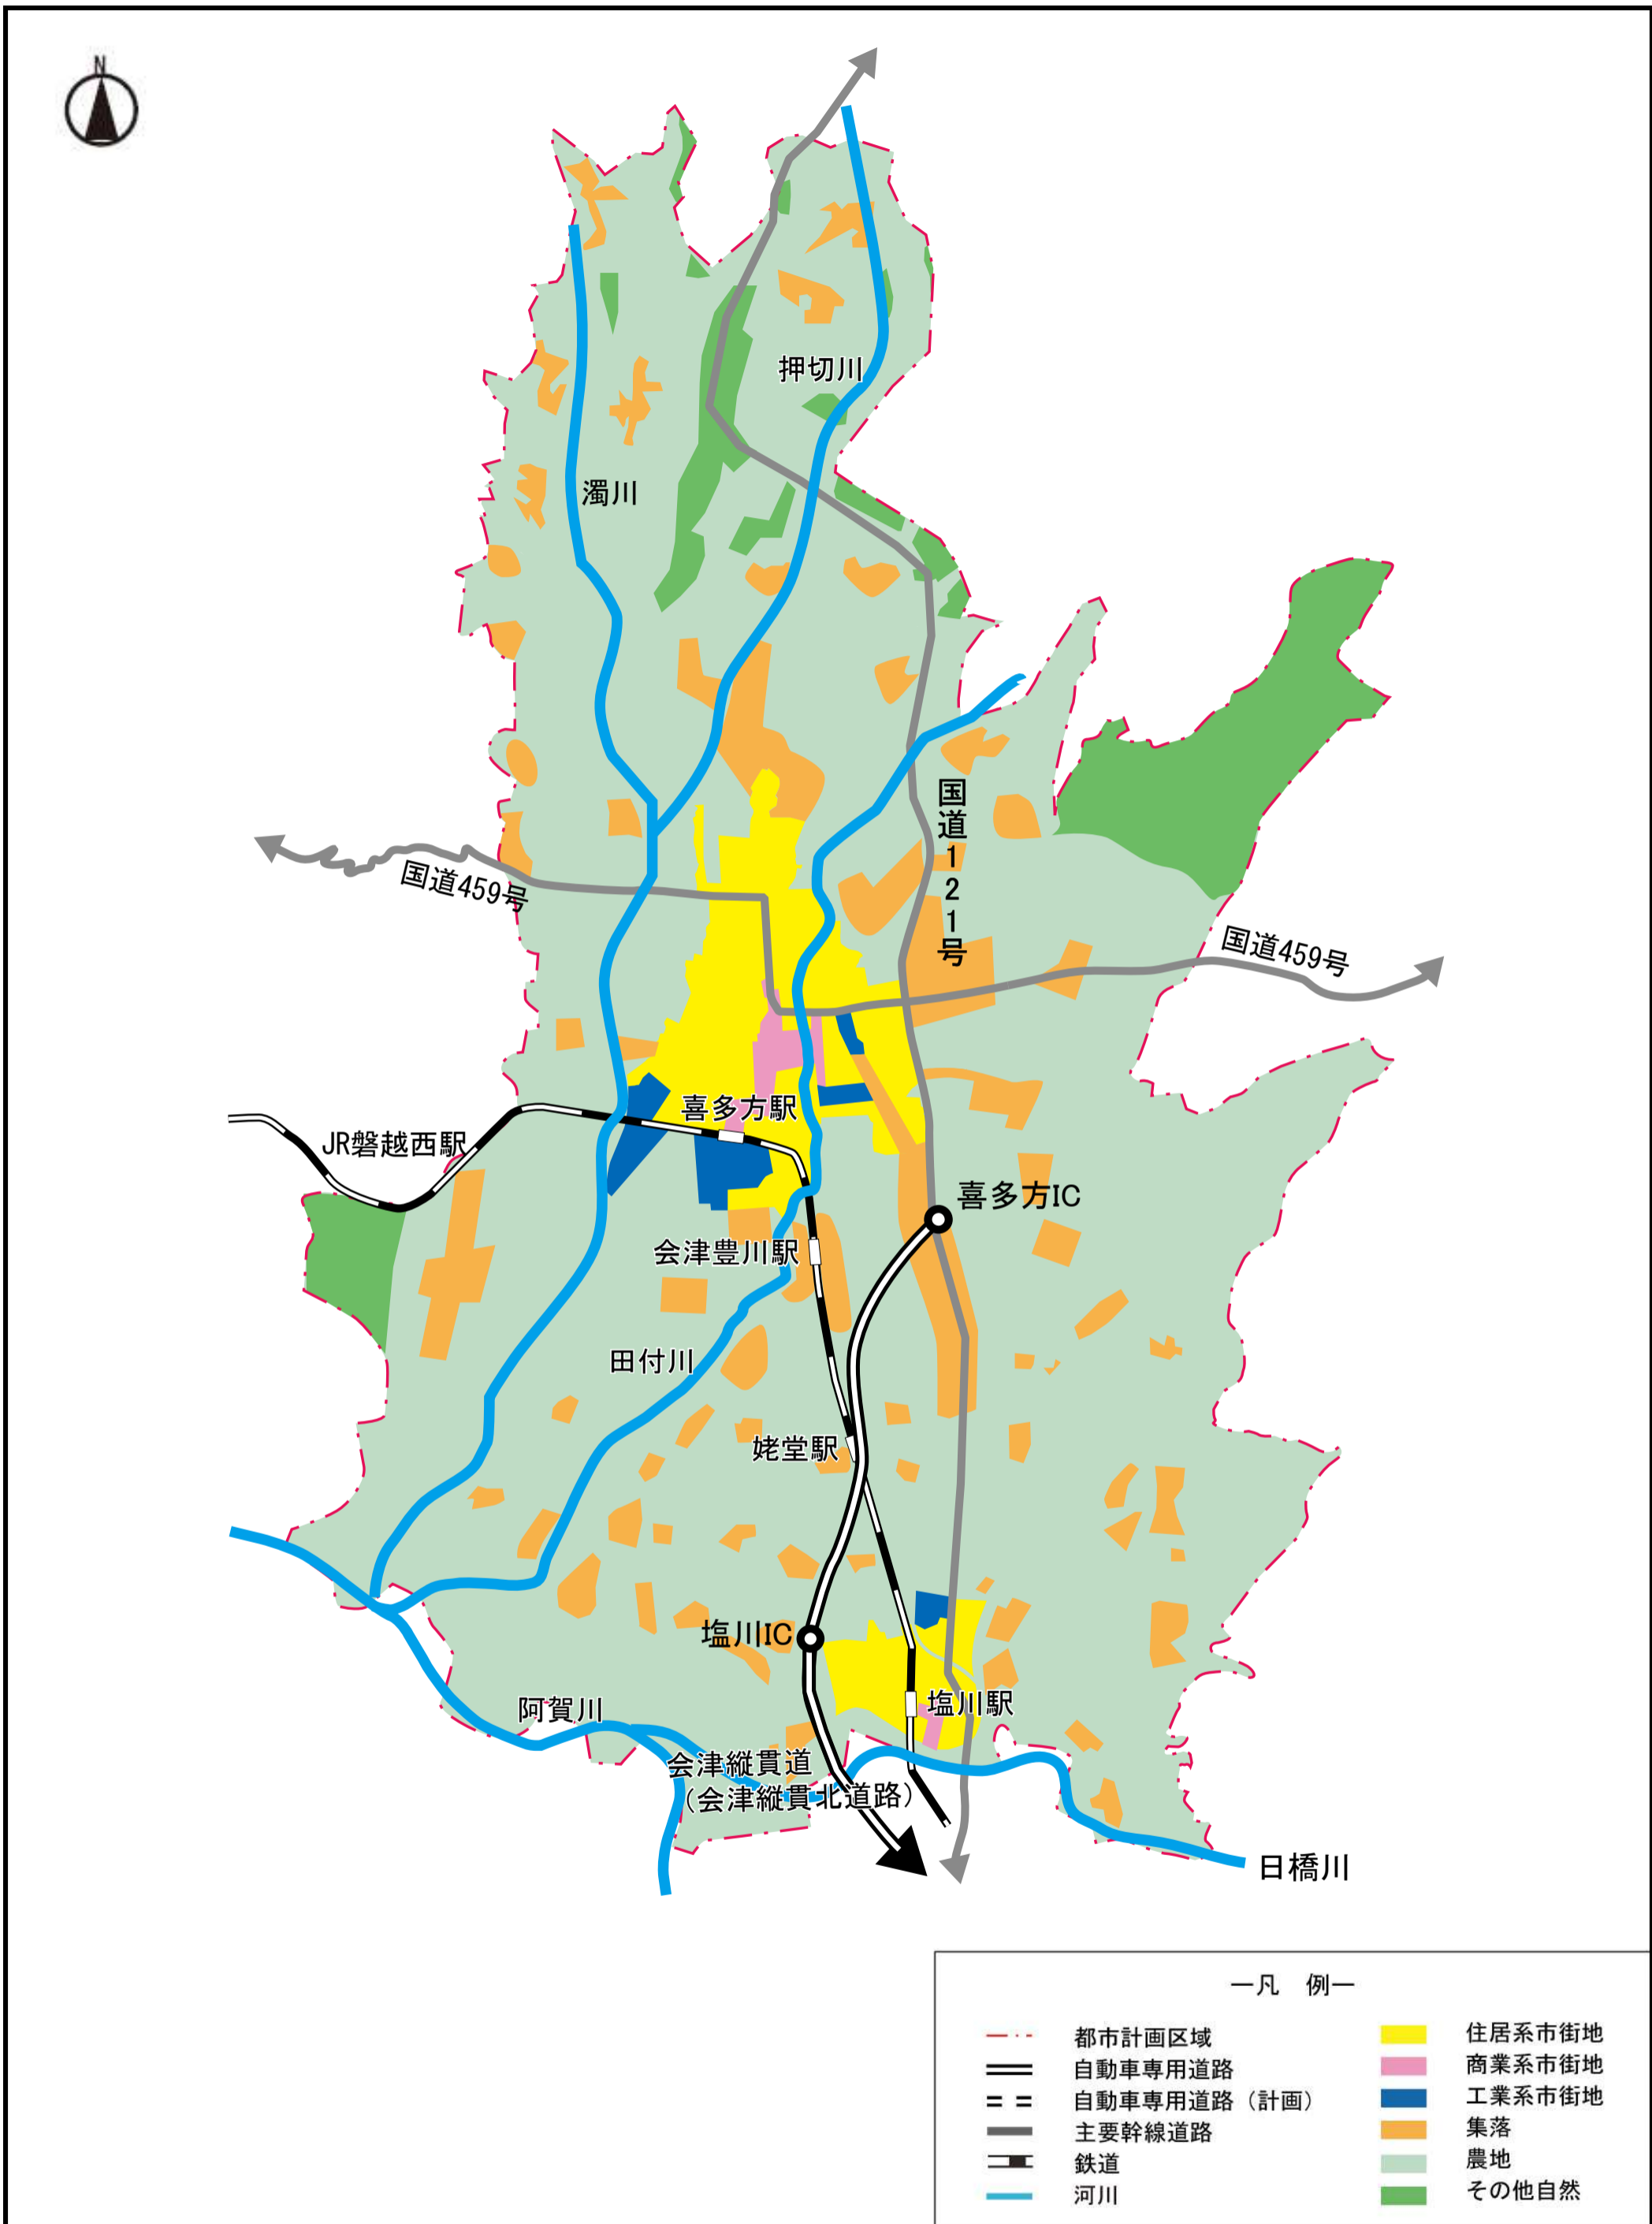 N
押切川
濁川
国道121号
国道459号
国道459号
喜多方駅
JR磐越西駅
喜多方IC
会津豊川駅
田付川
姥堂駅
塩川IC
塩川駅
阿賀川
会津縦貫道
（会津縦貫北道路）
日橋川
―凡　例―
都市計画区域
自動車専用道路
自動車専用道路（計画）
主要幹線道路
鉄道
河川
住居系市街地
商業系市街地
工業系市街地
集落
農地
その他自然